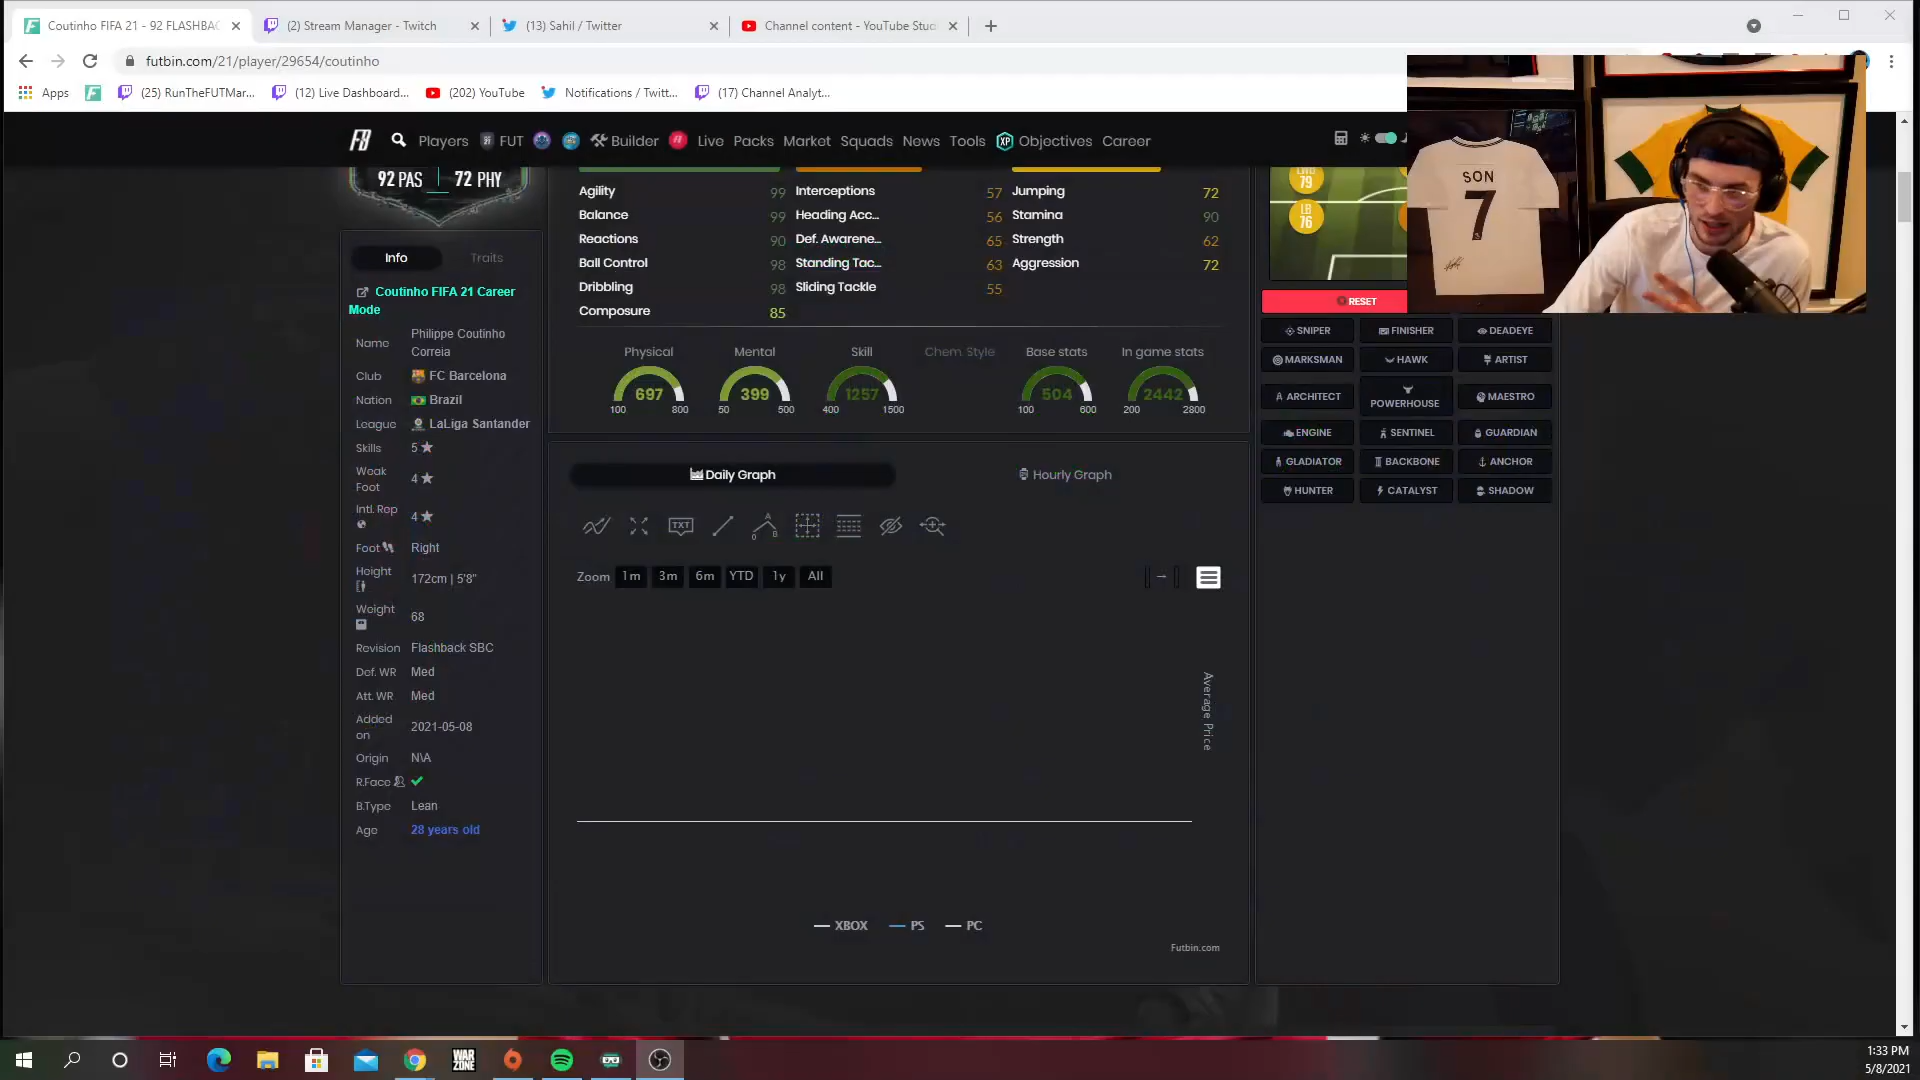 Coutinho FIFA 21 - 92 FLASHBAC
(2) Stream Manager - Twitch
(13) Sahil / Twitter
Channel content - YouTube Stud
futbin.com/21/player/29654/coutinho
Apps
(25) RunTheFUTMar...
(12) Live Dashboard...
(202) YouTube
Notifications / Twitt...
(17) Channel Analyt...
Players
FUT
Builder
Live
Packs
Market
Squads
News
Tools
XP Objectives
Career
92 PAS | 72 PHY
Info
Traits
Coutinho FIFA 21 Career
Mode
Name Philippe Coutinho
Correia
Club FC Barcelona
Nation Brazil
League LaLiga Santander
Skills 5
Weak
Foot 4
Intl. Rep 4
Foot Right
Height 172cm | 5'8"
Weight 68
Revision Flashback SBC
Def. WR Med
Att. WR Med
Added
on 2021-05-08
Origin N\A
R.Face
B.Type Lean
Age 28 years old
Agility 99
Balance 99
Reactions 90
Ball Control 98
Dribbling 98
Composure 85
Interceptions 57
Heading Acc... 56
Def. Awarene... 65
Standing Tac... 63
Sliding Tackle 55
Jumping 72
Stamina 90
Strength 62
Aggression 72
Physical Mental Skill Chem. Style Base stats In game stats
697 399 1257 504 2442
100 800 50 500 400 1500 100 600 200 2800
Daily Graph
Hourly Graph
TXT
Zoom 1m 3m 6m YTD 1y All
→
Average Price
XBOX PS PC
Futbin.com
79
LB
76
RESET
SNIPER FINISHER DEADEYE
MARKSMAN HAWK ARTIST
ARCHITECT POWERHOUSE MAESTRO
ENGINE SENTINEL GUARDIAN
GLADIATOR BACKBONE ANCHOR
HUNTER CATALYST SHADOW
SON
7
WAR
ZONE
1:33 PM
5/8/2021